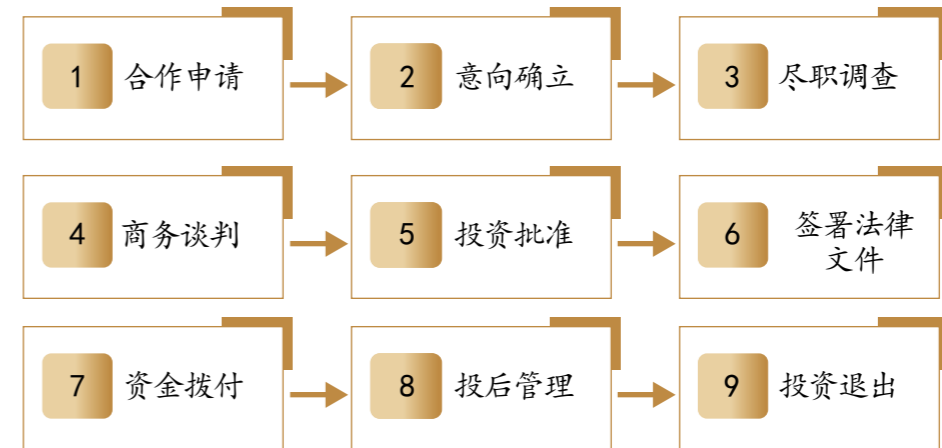 1 合作申请
2 意向确立
3 尽职调查
4 商务谈判
5 投资批准
6 签署法律
文件
7 资金拨付
8 投后管理
9 投资退出